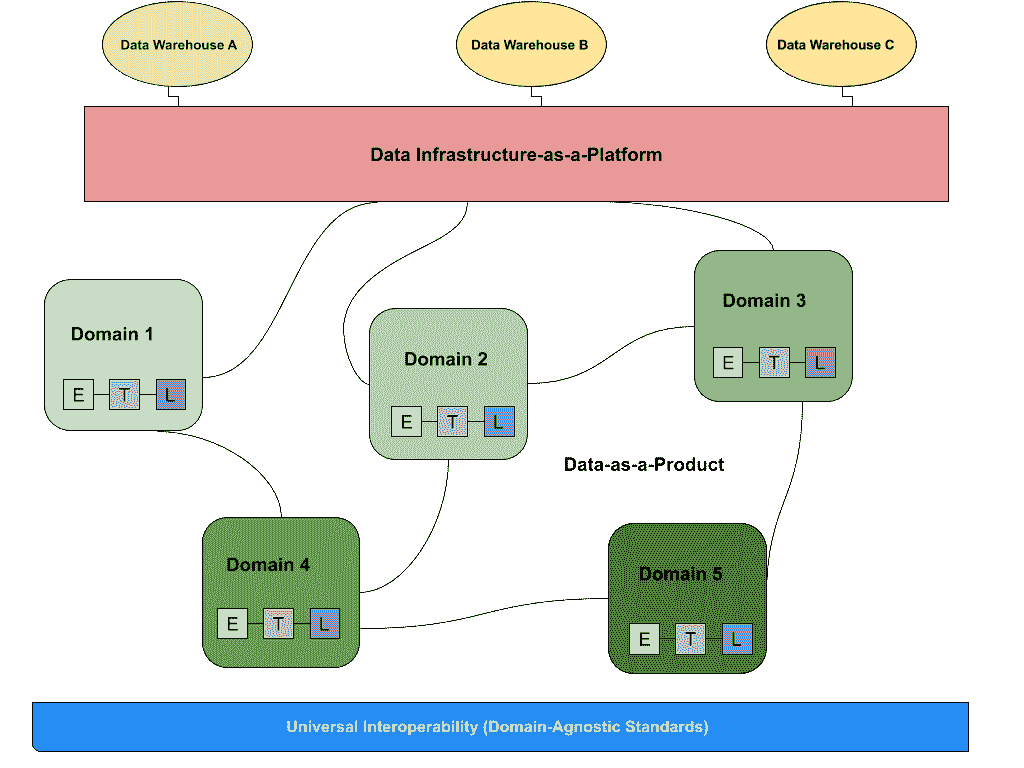 Data Warehouse A
Data Warehouse B
Data Warehouse C
Data Infrastructure-as-a-Platform
Domain 1
E T L
Domain 2
E T L
Domain 3
E T L
Data-as-a-Product
Domain 4
E T L
Domain 5
E T L
Universal Interoperability (Domain-Agnostic Standards)